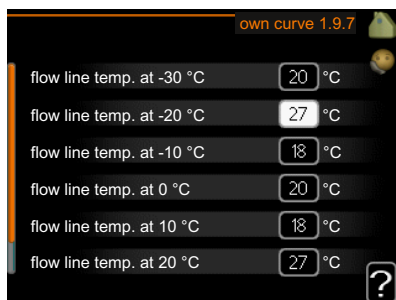 own curve 1.9.7
flow line temp. at -30 °C 20 °C
flow line temp. at -20 °C 27 °C
flow line temp. at -10 °C 18 °C
flow line temp. at 0 °C 20 °C
flow line temp. at 10 °C 18 °C
flow line temp. at 20 °C 27 °C
?